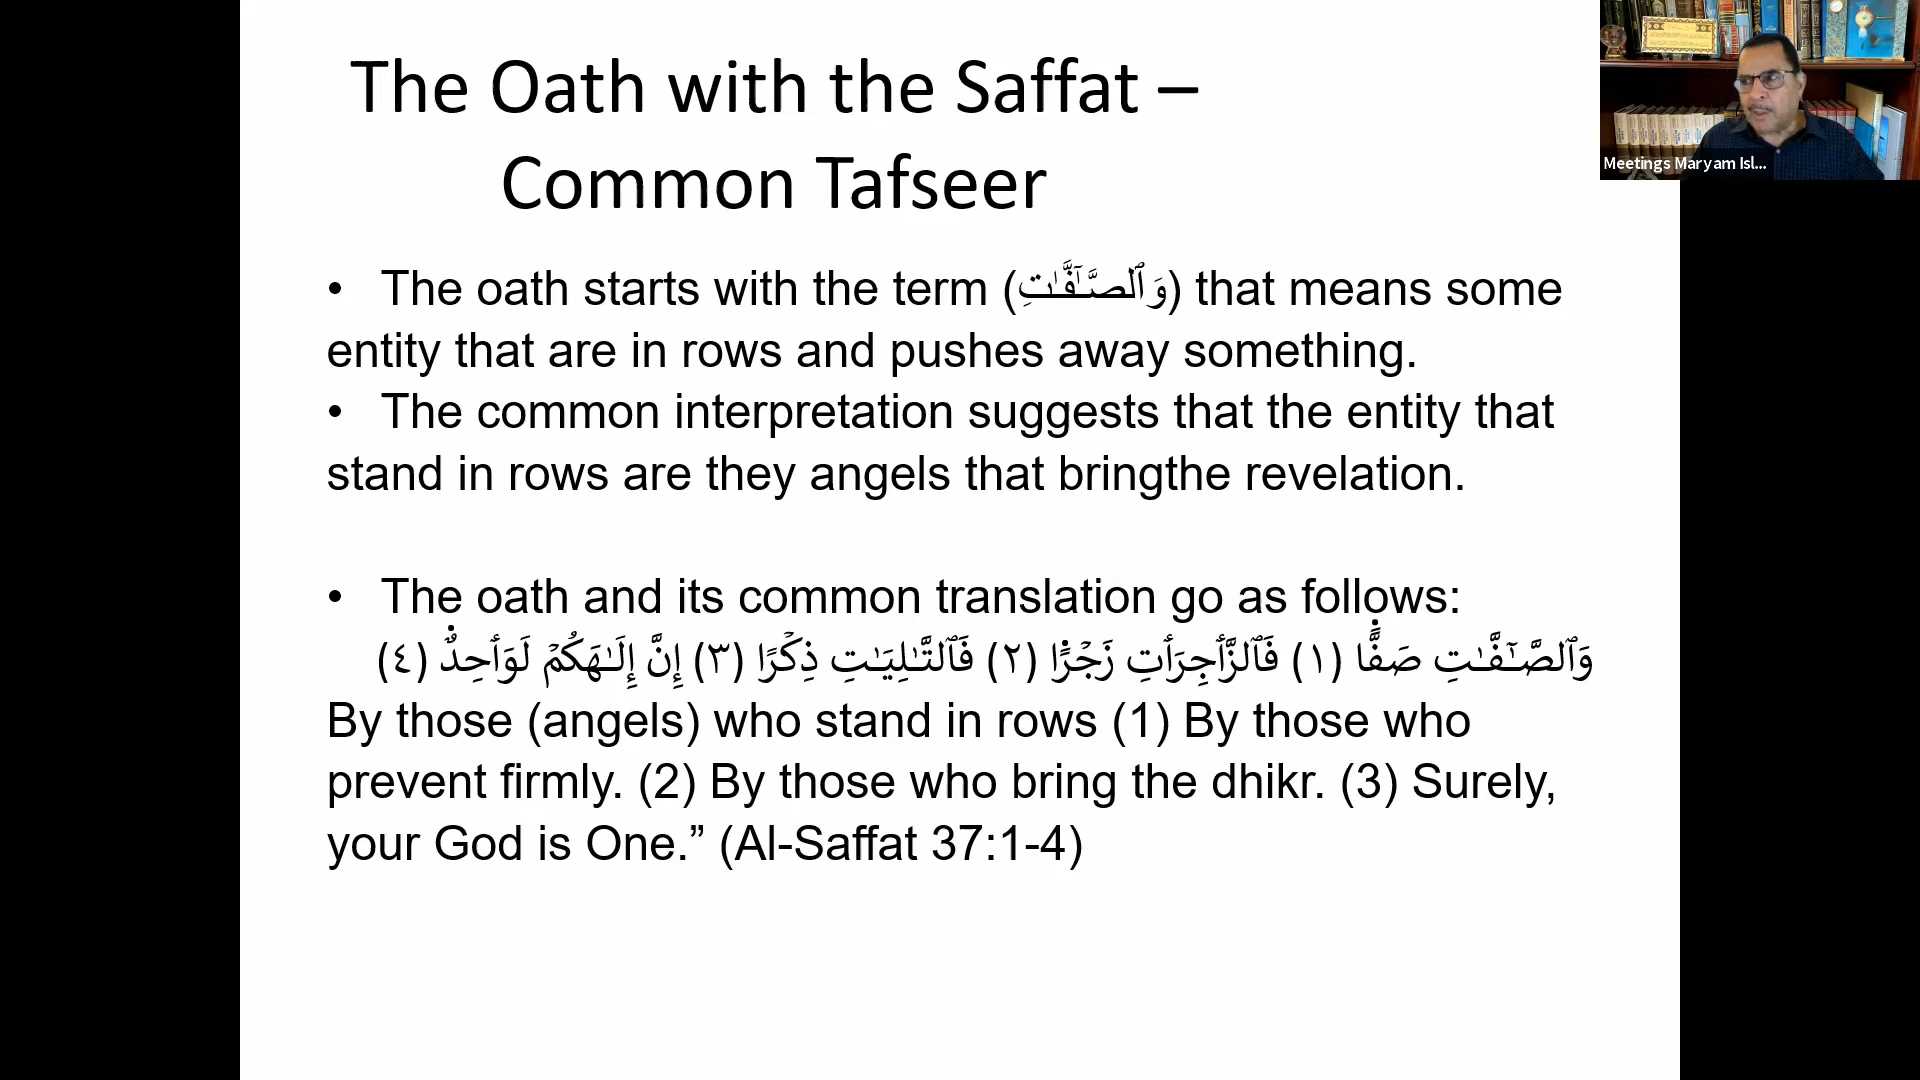 The Oath with the Saffat –
Common Tafseer
Meetings Maryam Isl...
• The oath starts with the term (وَٱلصَّـٰٓفَّـٰتِ) that means some
entity that are in rows and pushes away something.
• The common interpretation suggests that the entity that
stand in rows are they angels that bringthe revelation.
• The oath and its common translation go as follows:
وَٱلصَّـٰٓفَّـٰتِ صَفًّۭا (١) فَٱلزَّٰجِرَٰتِ زَجْرًۭا (٢) فَٱلتَّـٰلِيَـٰتِ ذِكْرًا (٣) إِنَّ إِلَـٰهَكُمْ لَوَٰحِدٌۭ (٤)
By those (angels) who stand in rows (1) By those who
prevent firmly. (2) By those who bring the dhikr. (3) Surely,
your God is One.” (Al-Saffat 37:1-4)